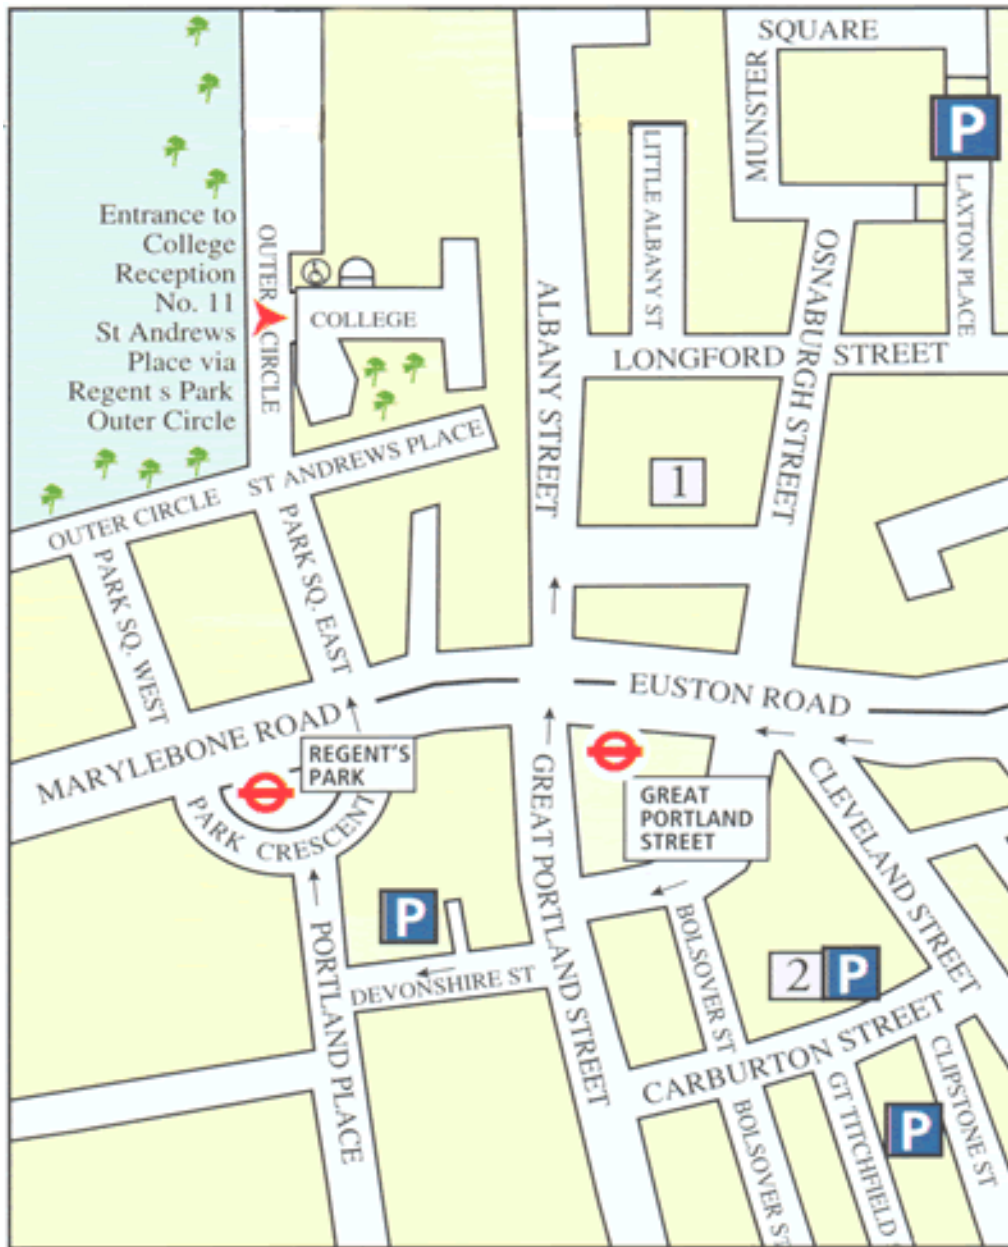 SQUARE
MUNSTER
P
LITTLE ALBANY ST
LAXTON PLACE
Entrance to
College
Reception
No. 11
St Andrews
Place via
Regent s Park
Outer Circle
OUTER CIRCLE
COLLEGE
ALBANY STREET
OSNABURGH STREET
LONGFORD STREET
ST ANDREWS PLACE
OUTER CIRCLE
1
PARK SQ. WEST
PARK SQ. EAST
MARYLEBONE ROAD
EUSTON ROAD
REGENT'S
PARK
PARK CRESCENT
GREAT
PORTLAND
STREET
GREAT PORTLAND STREET
CLEVELAND STREET
P
PORTLAND PLACE
DEVONSHIRE ST
BOLSOVER ST
2
P
CARBURTON STREET
BOLSOVER ST
GT TITCHFIELD
CLIPSTONE ST
P